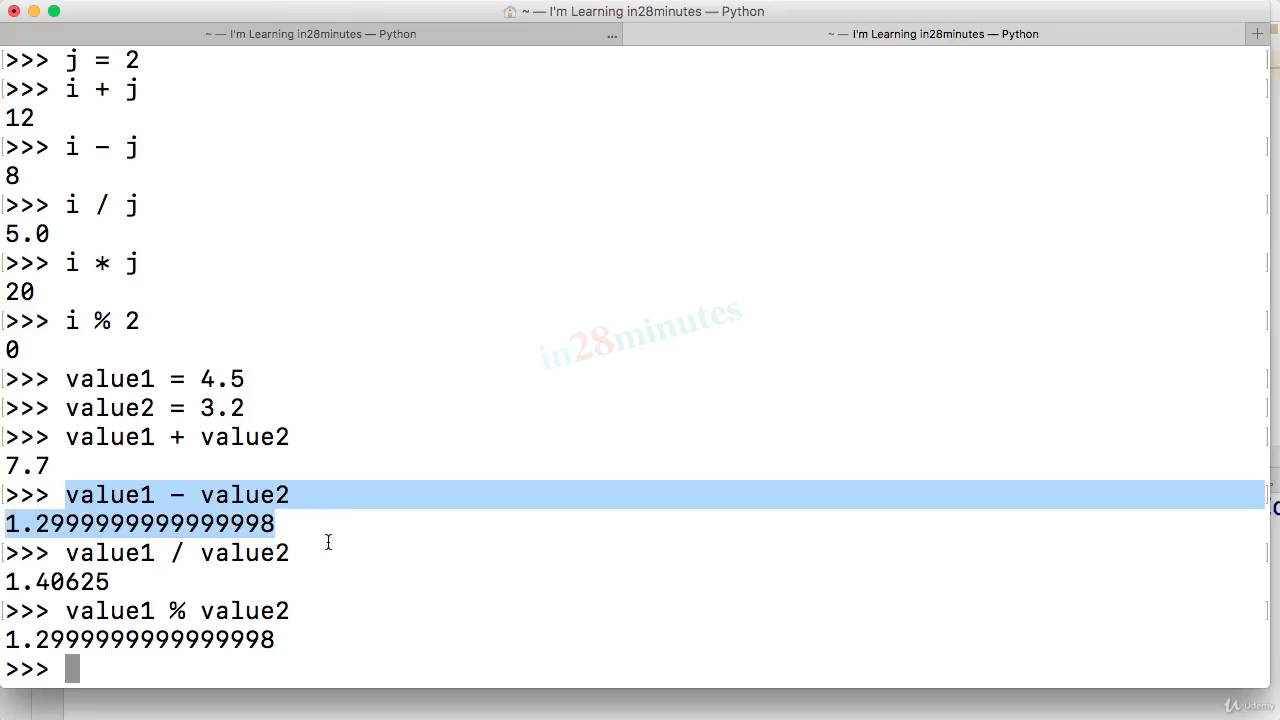 ~ — I'm Learning in28minutes — Python
~ — I'm Learning in28minutes — Python
...
~ — I'm Learning in28minutes — Python
+
>>> j = 2
>>> i + j
12
>>> i - j
8
>>> i / j
5.0
>>> i * j
20
>>> i % 2
0
>>> value1 = 4.5
>>> value2 = 3.2
>>> value1 + value2
7.7
>>> value1 - value2
1.2999999999999998
>>> value1 / value2
1.40625
>>> value1 % value2
1.2999999999999998
>>>
in28minutes
Udemy